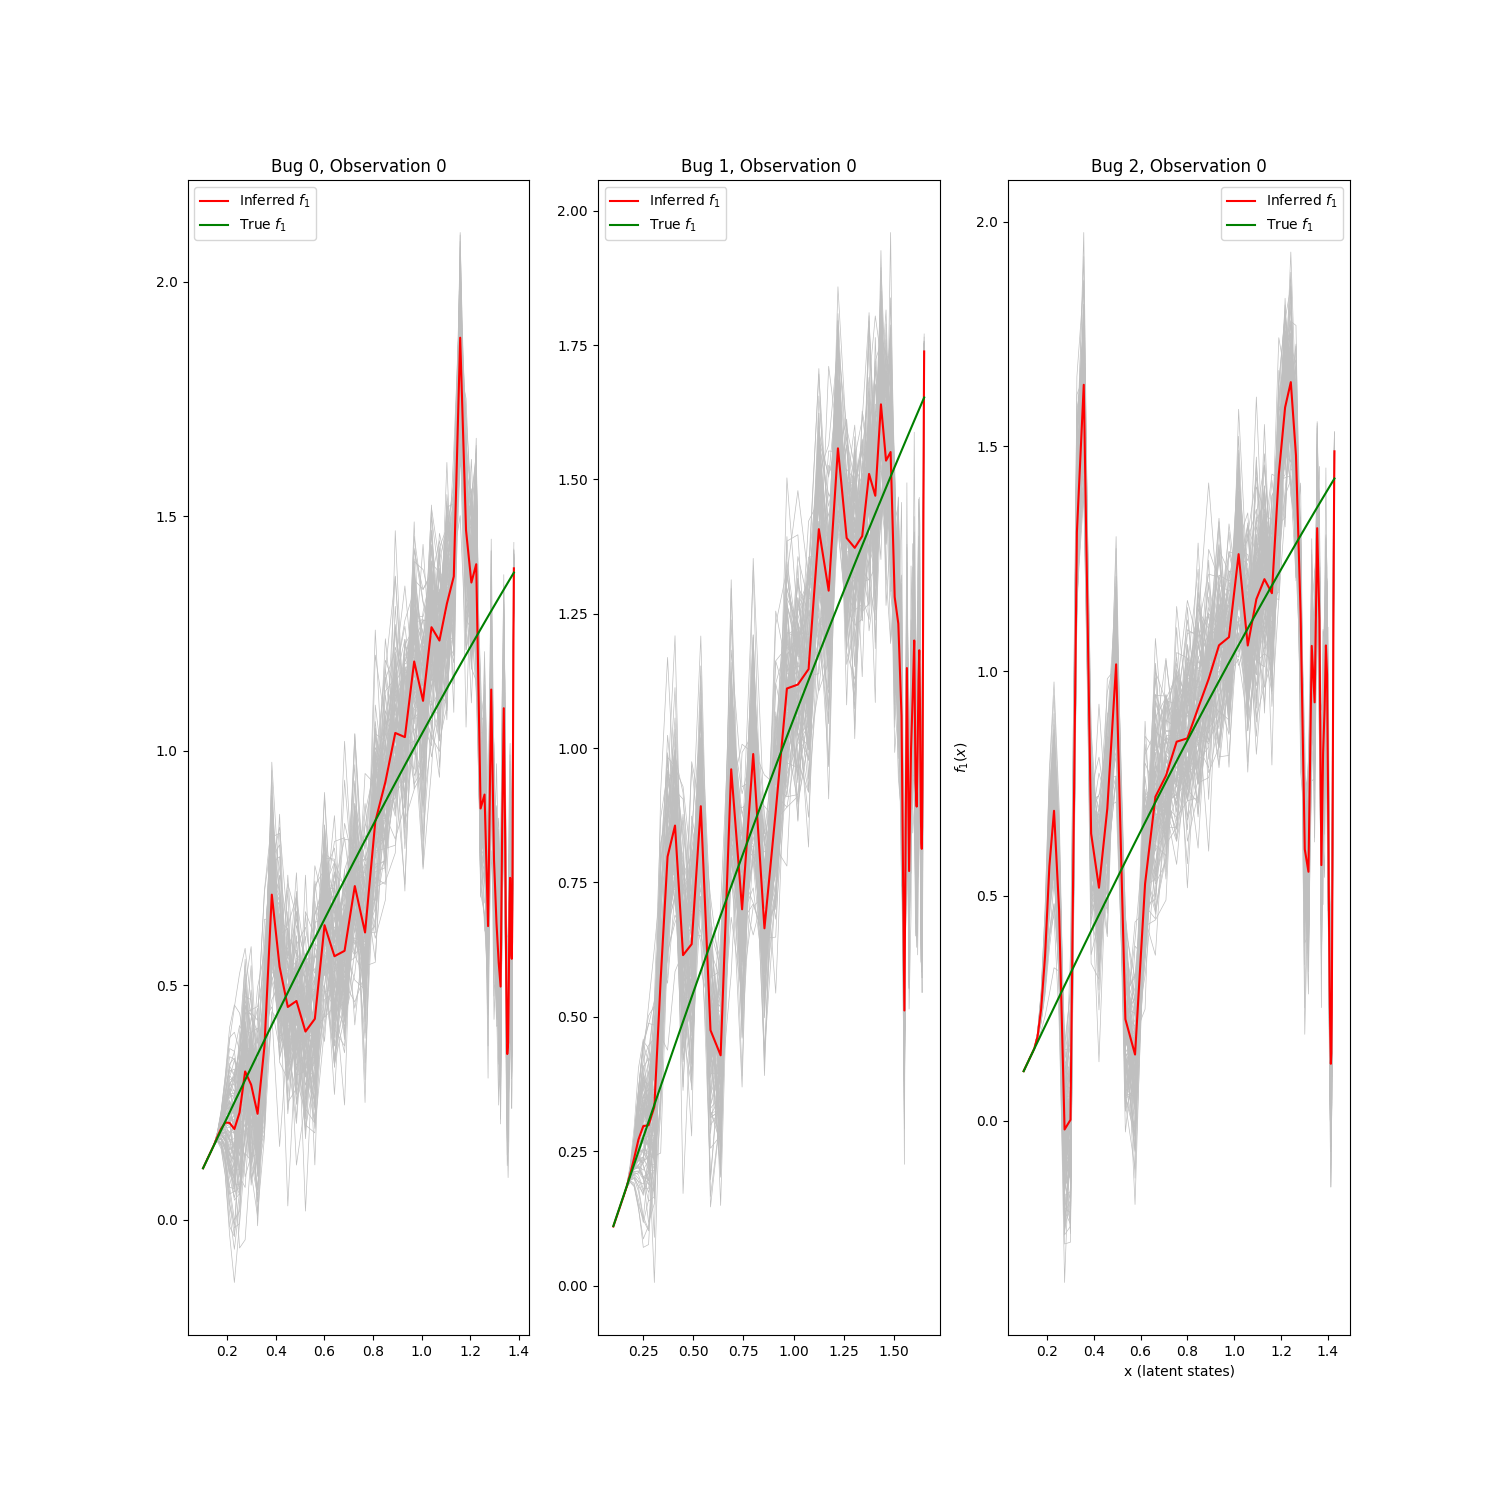 Bug 0, Observation 0
Inferred f₁
True f₁
2.0
1.5
1.0
0.5
0.0
0.2 0.4 0.6 0.8 1.0 1.2 1.4
Bug 1, Observation 0
Inferred f₁
True f₁
2.00
1.75
1.50
1.25
1.00
0.75
0.50
0.25
0.00
0.25 0.50 0.75 1.00 1.25 1.50
Bug 2, Observation 0
Inferred f₁
True f₁
2.0
1.5
1.0
0.5
0.0
f₁(x)
0.2 0.4 0.6 0.8 1.0 1.2 1.4
x (latent states)